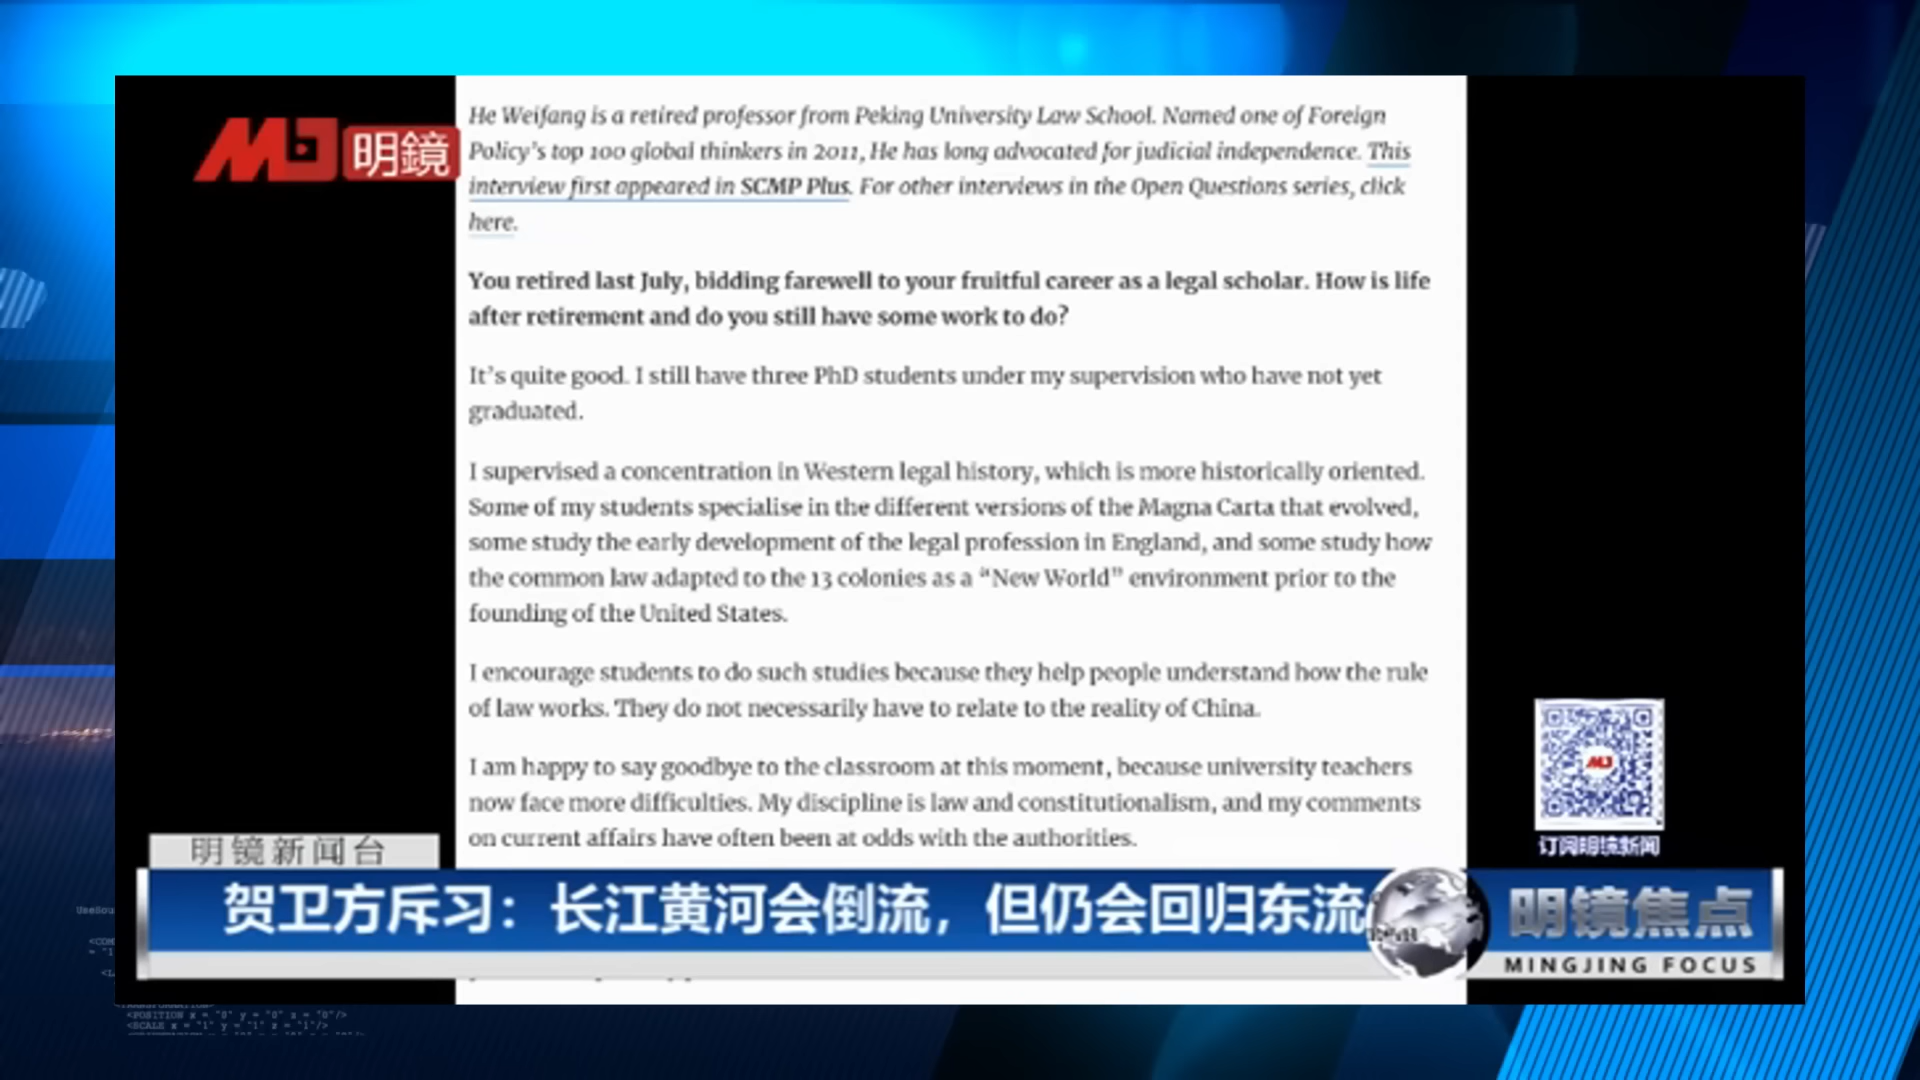 MJ 明鏡
He Weifang is a retired professor from Peking University Law School. Named one of Foreign
Policy's top 100 global thinkers in 2011, He has long advocated for judicial independence. This
interview first appeared in SCMP Plus. For other interviews in the Open Questions series, click
here.
You retired last July, bidding farewell to your fruitful career as a legal scholar. How is life
after retirement and do you still have some work to do?
It's quite good. I still have three PhD students under my supervision who have not yet
graduated.
I supervised a concentration in Western legal history, which is more historically oriented.
Some of my students specialise in the different versions of the Magna Carta that evolved,
some study the early development of the legal profession in England, and some study how
the common law adapted to the 13 colonies as a “New World” environment prior to the
founding of the United States.
I encourage students to do such studies because they help people understand how the rule
of law works. They do not necessarily have to relate to the reality of China.
I am happy to say goodbye to the classroom at this moment, because university teachers
now face more difficulties. My discipline is law and constitutionalism, and my comments
on current affairs have often been at odds with the authorities.
订阅明镜新闻
明镜新闻台
贺卫方斥习：长江黄河会倒流，但仍会回归东流
明镜焦点
MINGJING FOCUS
<POSITION x = "0" y = "0" z = "0"/>
<SCALE x = "1" y = "1" z = "1"/>